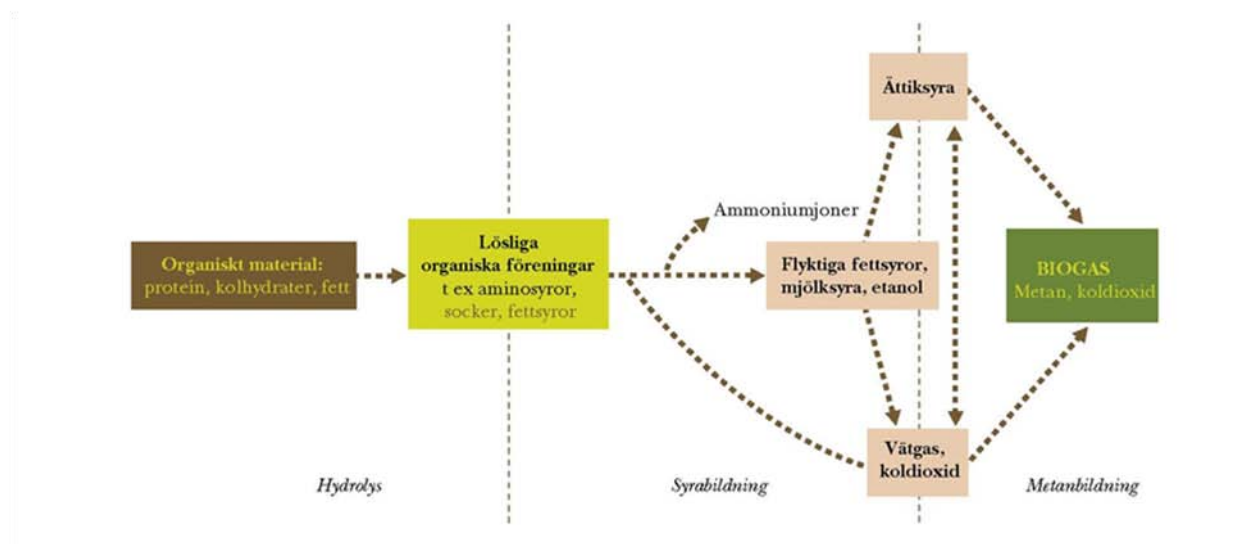 Organiskt material:
protein, kolhydrater, fett
Lösliga
organiska föreningar
t ex aminosyror,
socker, fettsyror
Ammoniumjoner
Flyktiga fettsyror,
mjölksyra, etanol
Ättiksyra
Vätgas,
koldioxid
BIOGAS
Metan, koldioxid
Hydrolys
Syrabildning
Metanbildning